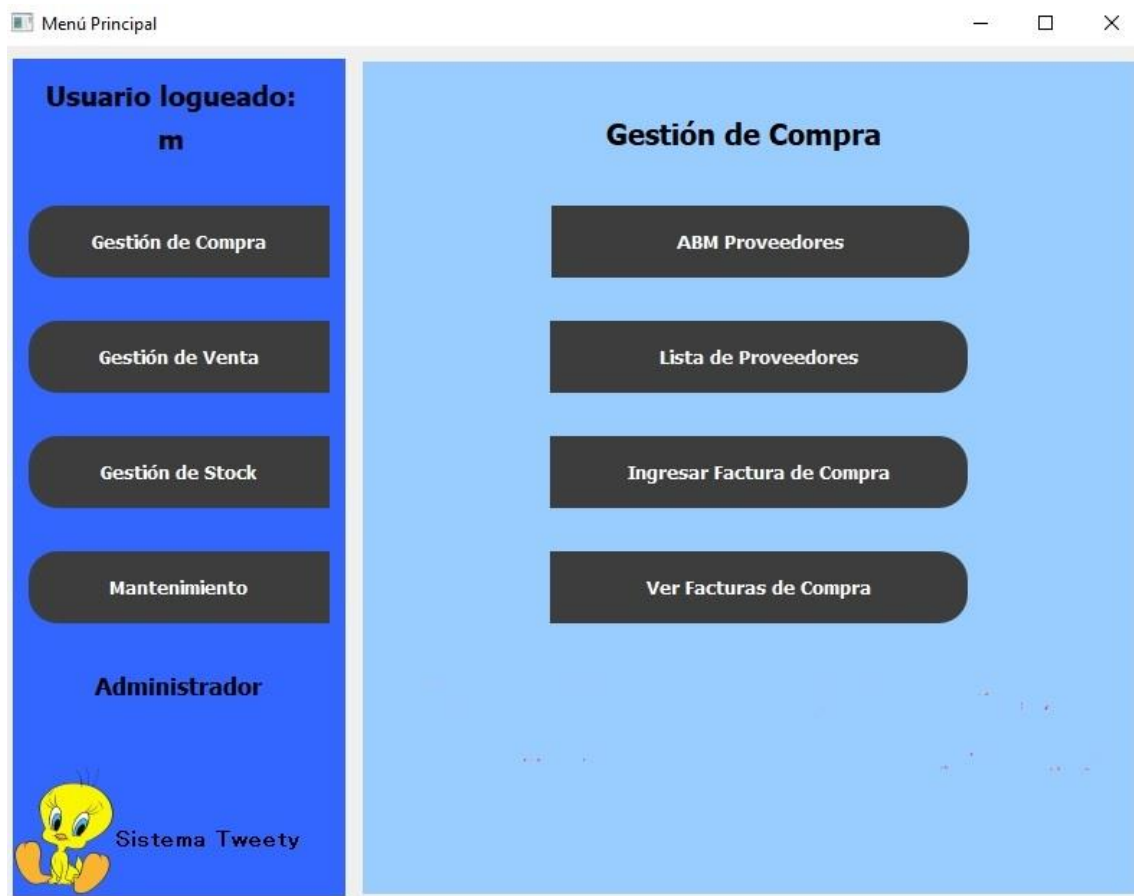 Menú Principal
Usuario logueado:
m
Gestión de Compra
Gestión de Venta
Gestión de Stock
Mantenimiento
Administrador
Sistema Tweety
Gestión de Compra
ABM Proveedores
Lista de Proveedores
Ingresar Factura de Compra
Ver Facturas de Compra